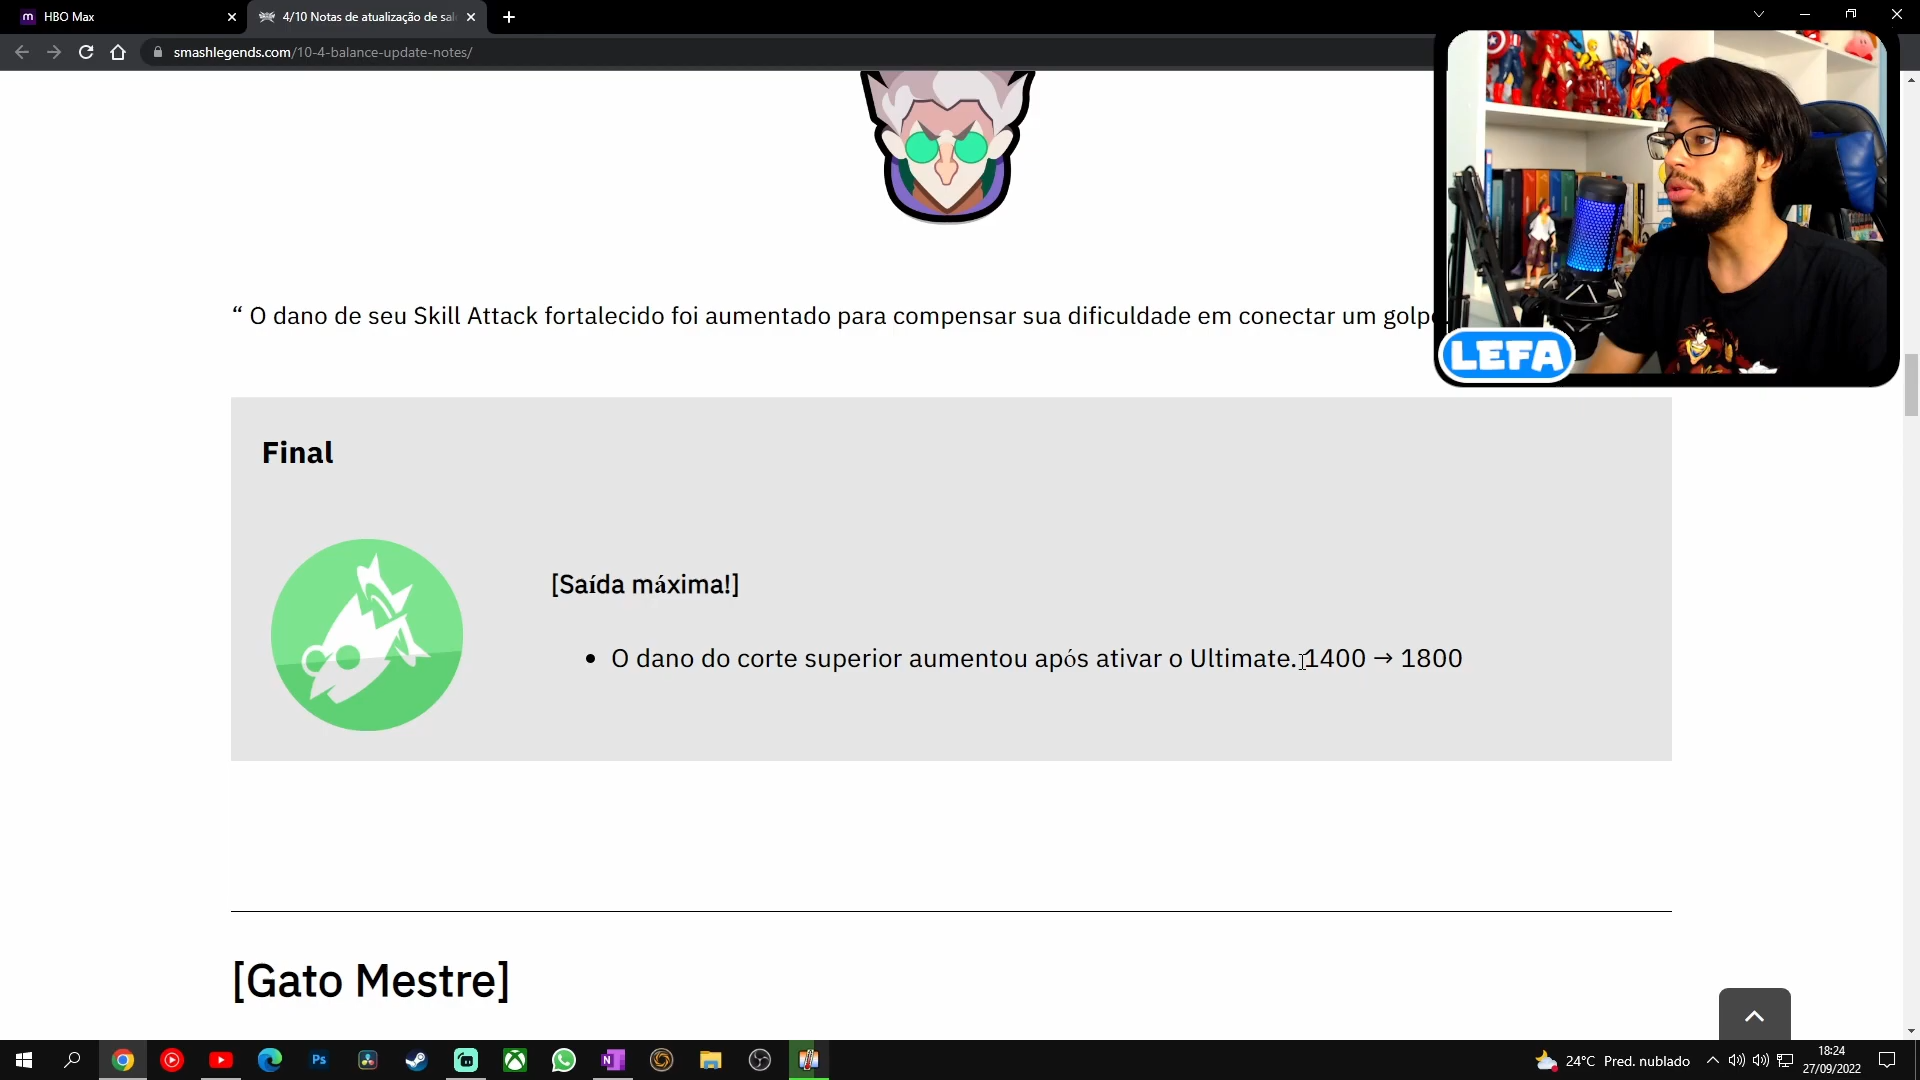 HBO Max
4/10 Notas de atualização de sal
smashlegends.com/10-4-balance-update-notes/
“ O dano de seu Skill Attack fortalecido foi aumentado para compensar sua dificuldade em conectar um golpe
LEFA
Final
[Saída máxima!]
• O dano do corte superior aumentou após ativar o Ultimate. 1400 → 1800
[Gato Mestre]
Ps
N
24°C Pred. nublado
18:24
27/09/2022